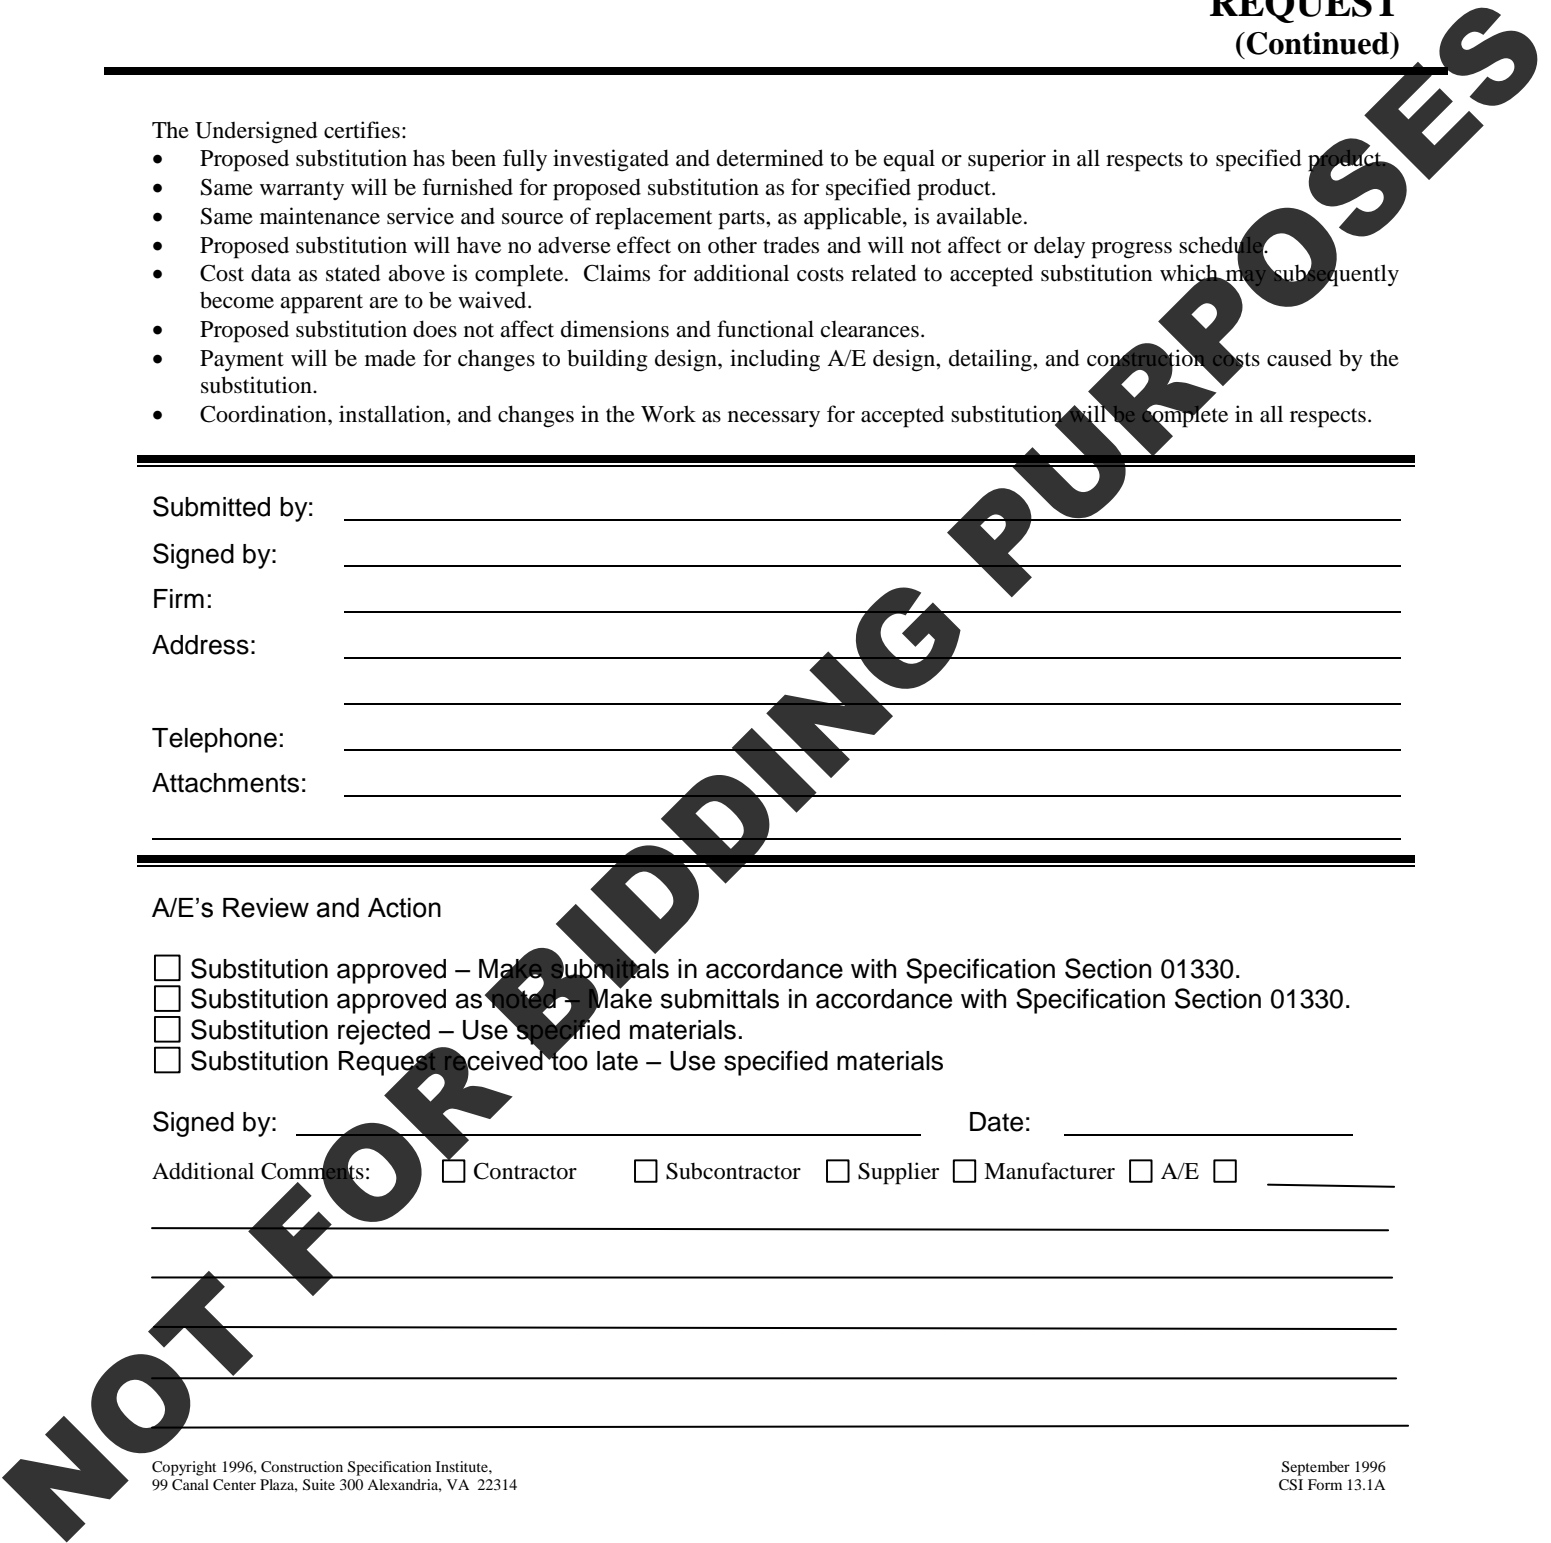 REQUEST
(Continued)
The Undersigned certifies:
• Proposed substitution has been fully investigated and determined to be equal or superior in all respects to specified product.
• Same warranty will be furnished for proposed substitution as for specified product.
• Same maintenance service and source of replacement parts, as applicable, is available.
• Proposed substitution will have no adverse effect on other trades and will not affect or delay progress schedule.
• Cost data as stated above is complete.  Claims for additional costs related to accepted substitution which may subsequently
become apparent are to be waived.
• Proposed substitution does not affect dimensions and functional clearances.
• Payment will be made for changes to building design, including A/E design, detailing, and construction costs caused by the
substitution.
• Coordination, installation, and changes in the Work as necessary for accepted substitution will be complete in all respects.
Submitted by:
Signed by:
Firm:
Address:
Telephone:
Attachments:
A/E’s Review and Action
Substitution approved – Make submittals in accordance with Specification Section 01330.
Substitution approved as noted – Make submittals in accordance with Specification Section 01330.
Substitution rejected – Use specified materials.
Substitution Request received too late – Use specified materials
Signed by: Date:
Additional Comments: Contractor Subcontractor Supplier Manufacturer A/E
Copyright 1996, Construction Specification Institute, September 1996
99 Canal Center Plaza, Suite 300 Alexandria, VA  22314 CSI Form 13.1A
NOT FOR BIDDING PURPOSES